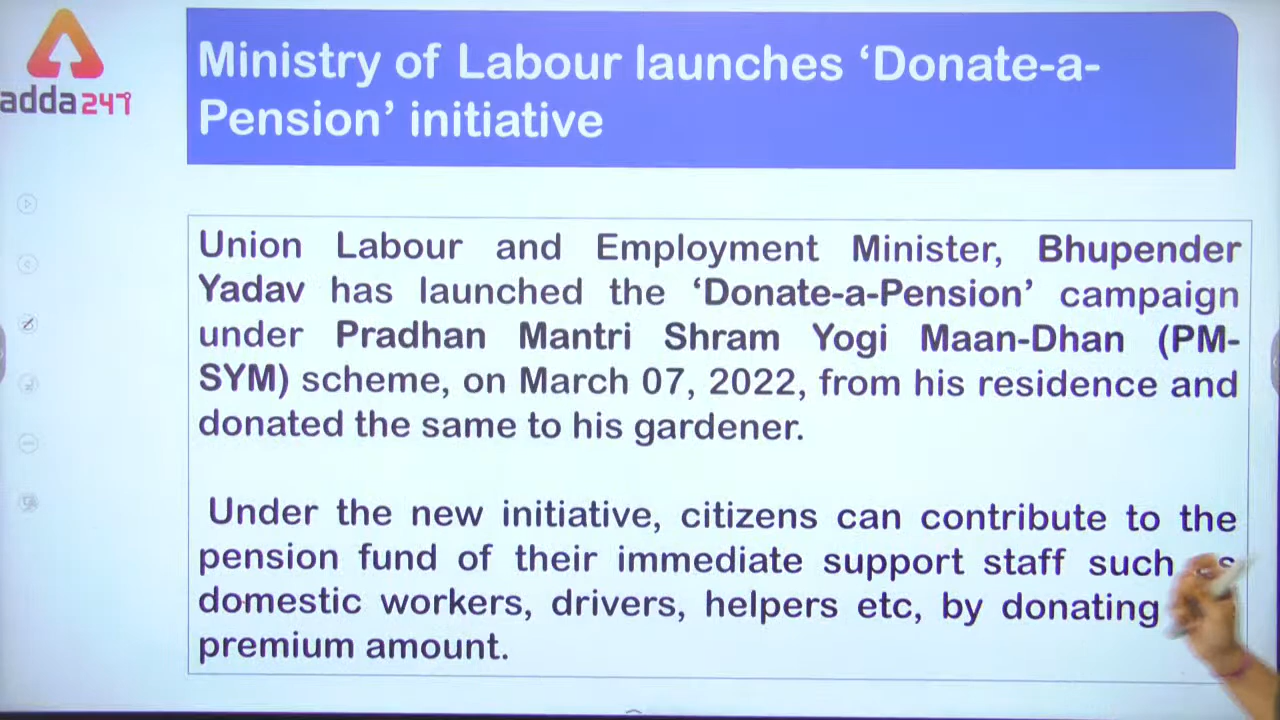 adda247
Ministry of Labour launches ‘Donate-a-
Pension’ initiative
Union Labour and Employment Minister, Bhupender
Yadav has launched the ‘Donate-a-Pension’ campaign
under Pradhan Mantri Shram Yogi Maan-Dhan (PM-
SYM) scheme, on March 07, 2022, from his residence and
donated the same to his gardener.
Under the new initiative, citizens can contribute to the
pension fund of their immediate support staff such
domestic workers, drivers, helpers etc, by donating
premium amount.